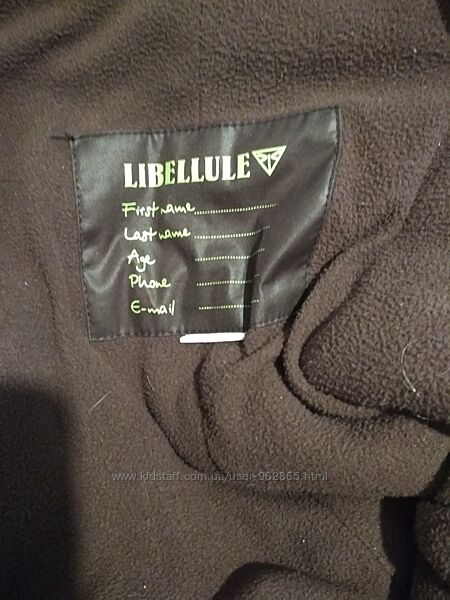 LIBELLULE
First name
Last name
Age
Phone
E-mail
www.kidstaff.com.ua/user-962865.html